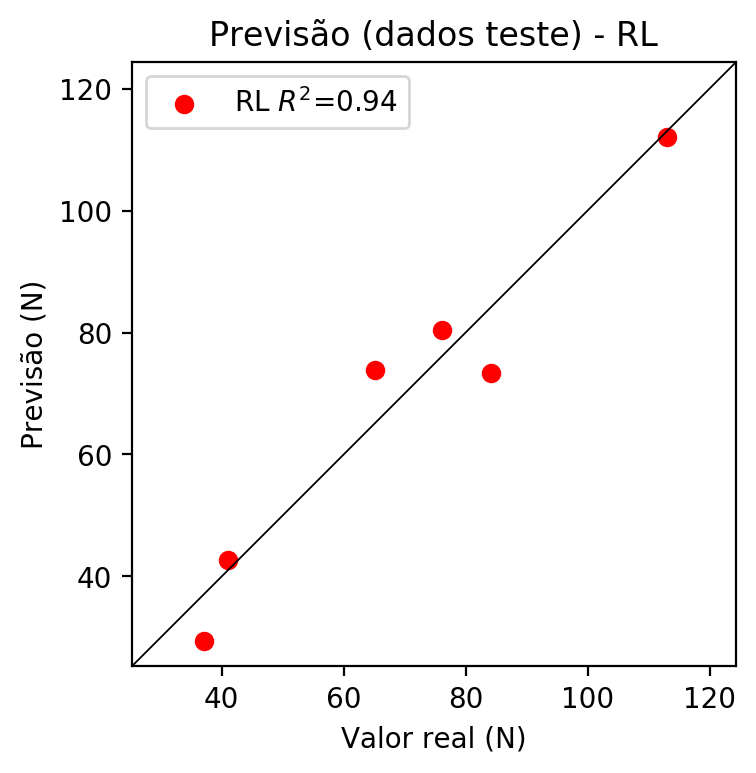 Previsão (dados teste) - RL
RL R²=0.94
120
100
80
60
40
Previsão (N)
40
60
80
100
120
Valor real (N)